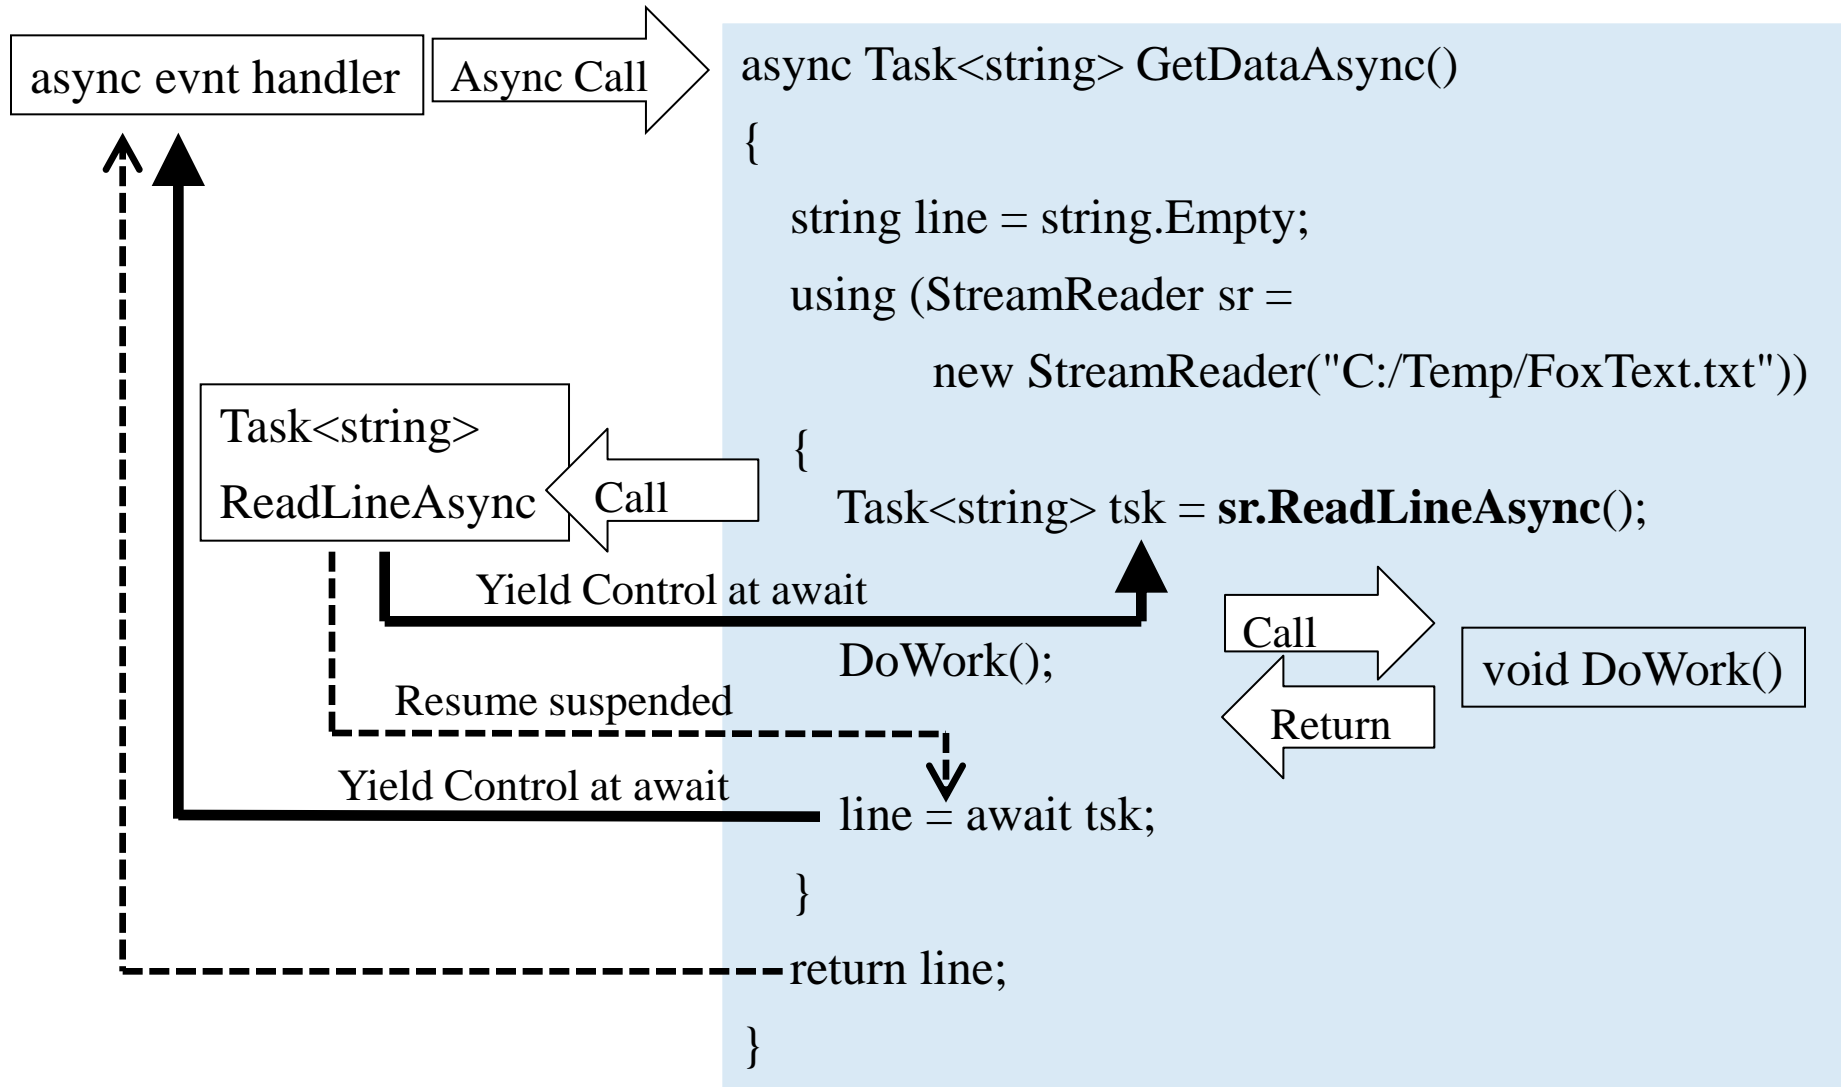 async evnt handler
Async Call
async Task<string> GetDataAsync()
{
string line = string.Empty;
using (StreamReader sr =
new StreamReader("C:/Temp/FoxText.txt"))
{
Task<string>
ReadLineAsync
Call
Task<string> tsk = sr.ReadLineAsync();
Yield Control at await
DoWork();
Call
Return
void DoWork()
Resume suspended
Yield Control at await
line = await tsk;
}
return line;
}